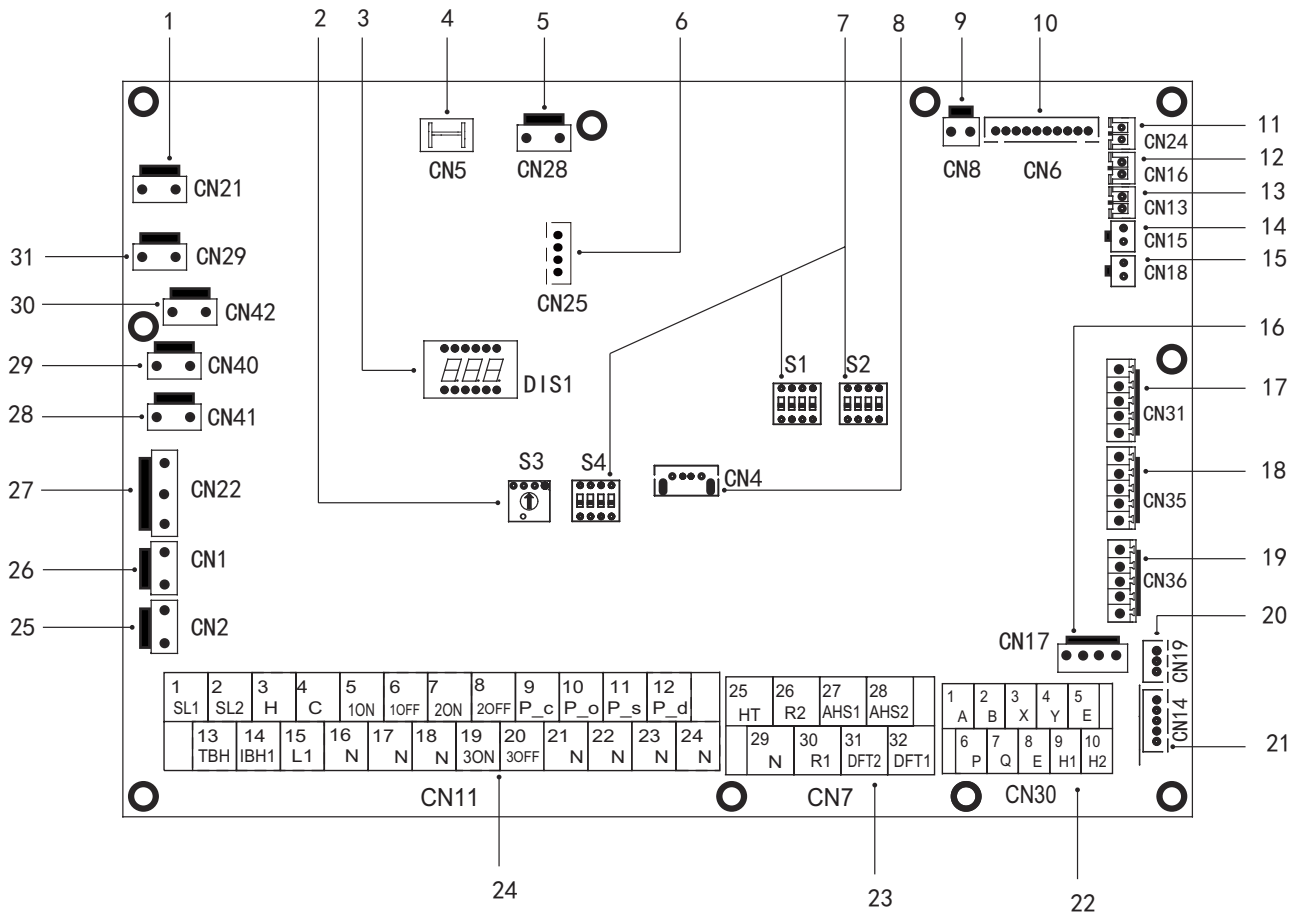 1 2 3 4 5 6 7 8 9 10
CN5 CN28 CN8 CN6 CN24 11
CN21 CN16 12
CN13 13
CN15 14
CN18 15
31 CN29
CN25
30 CN42
16
29 CN40 S1 S2
DIS1
28 CN41 CN31 17
S3 S4
27 CN22 CN4 CN35 18
26 CN1 CN36 19
25 CN2 20
CN17 CN19
1 2 3 4 5 6 7 8 9 10 11 12
SL1 SL2 H C 1ON 1OFF 2ON 2OFF P_c P_o P_s P_d
13 14 15 16 17 18 19 20 21 22 23 24
TBH IBH1 L1 N N N 3ON 3OFF N N N N
CN11
25 26 27 28
HT R2 AHS1 AHS2
29 30 31 32
N R1 DFT2 DFT1
CN7
1 2 3 4 5
A B X Y E
6 7 8 9 10
P Q E H1 H2
CN30
CN14 21
24 23 22